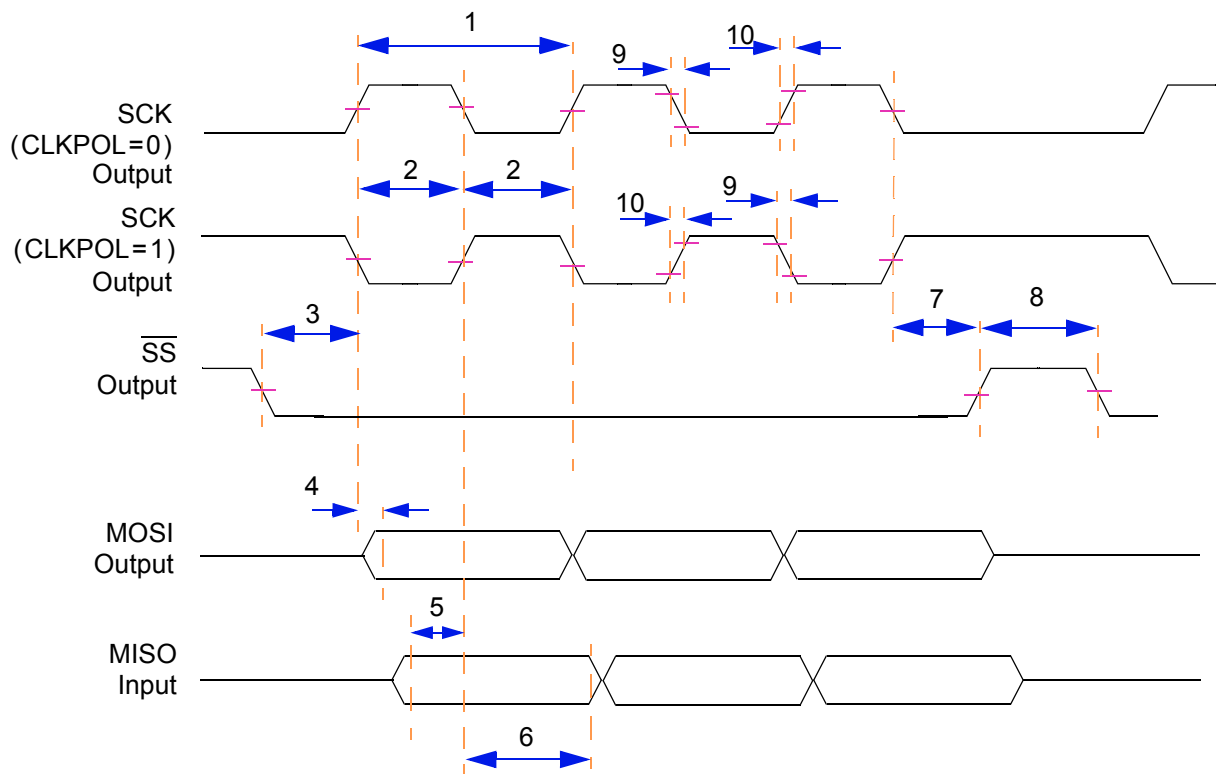 1
9
10
SCK
(CLKPOL=0)
Output
2
2
SCK
(CLKPOL=1)
Output
10
9
3
7
8
SS
Output
4
MOSI
Output
5
MISO
Input
6